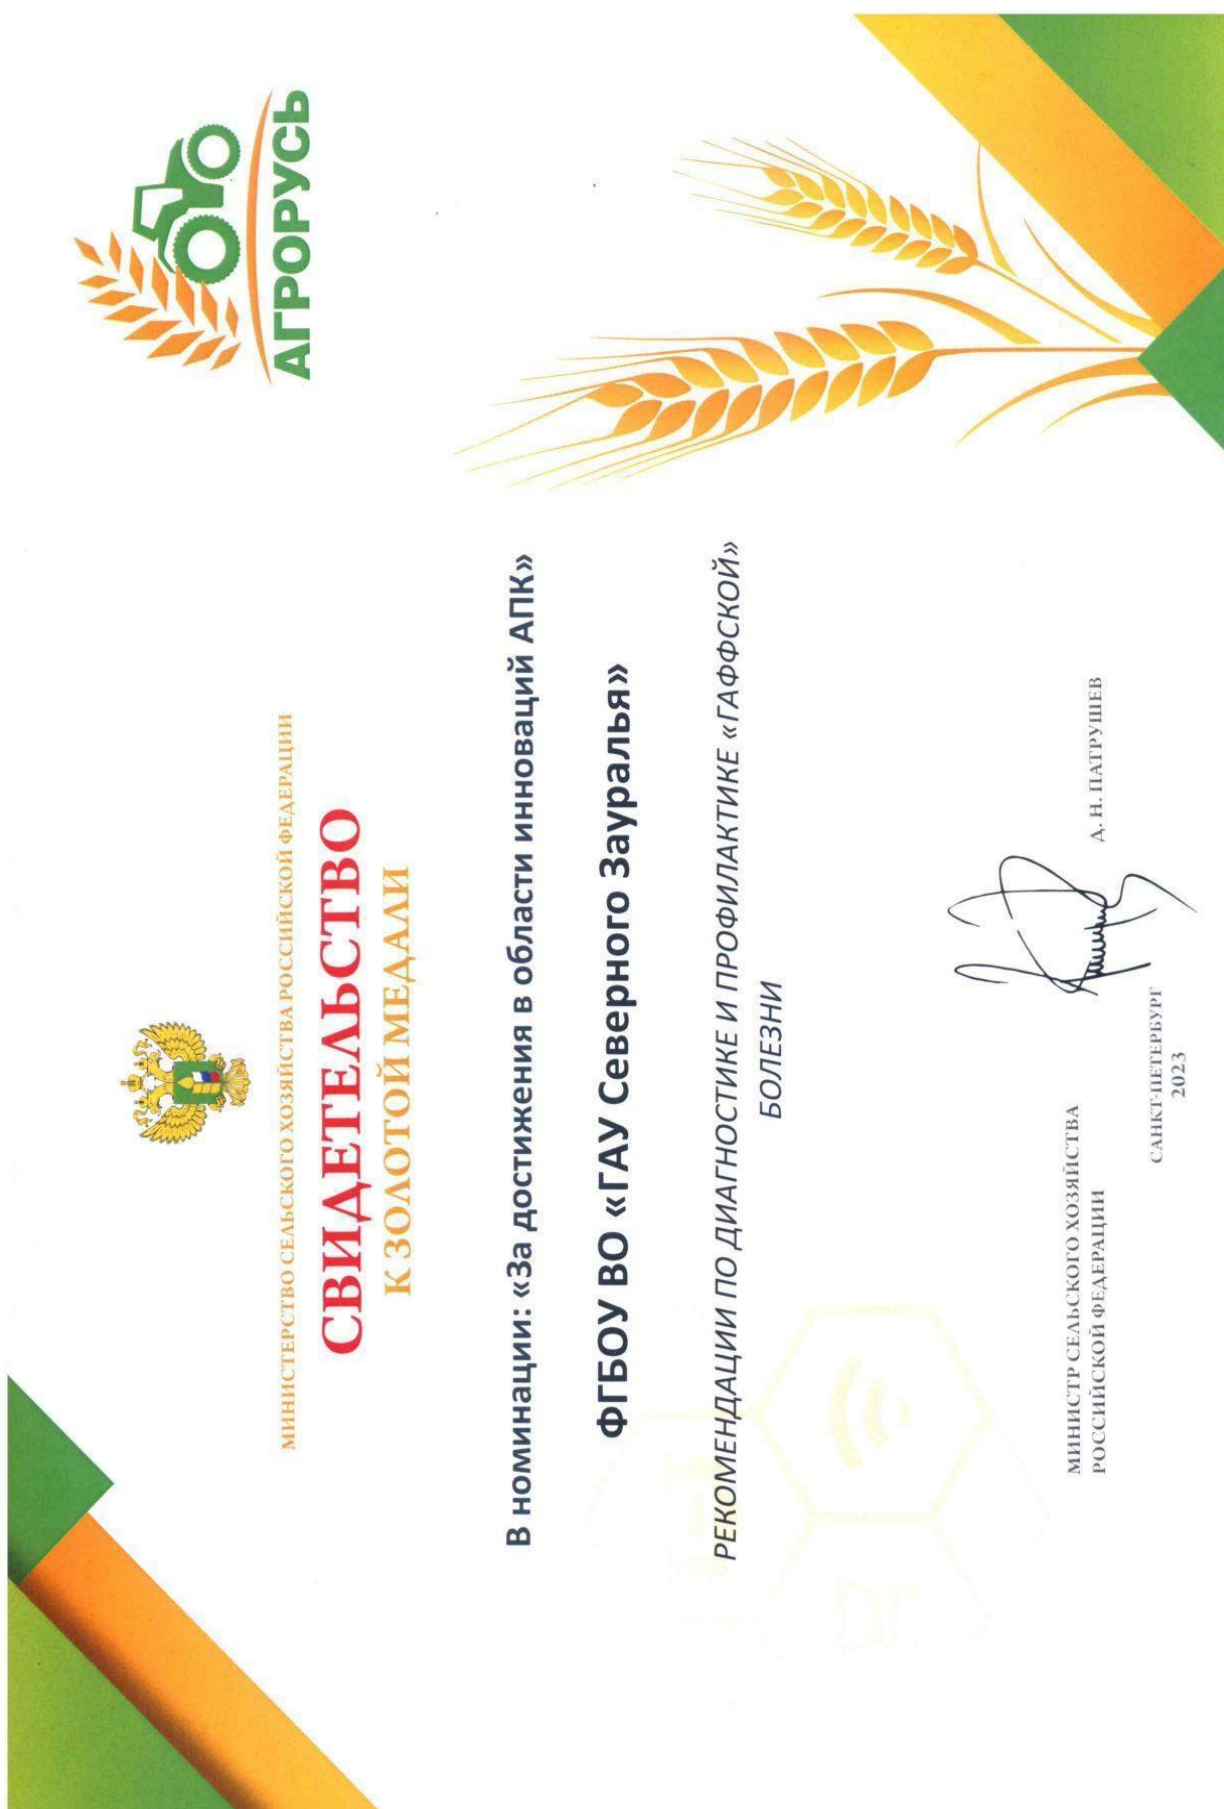 АГРОРУСЬ
МИНИСТЕРСТВО СЕЛЬСКОГО ХОЗЯЙСТВА РОССИЙСКОЙ ФЕДЕРАЦИИ
СВИДЕТЕЛЬСТВО
К ЗОЛОТОЙ МЕДАЛИ
В номинации: «За достижения в области инноваций АПК»
ФГБОУ ВО «ГАУ Северного Зауралья»
РЕКОМЕНДАЦИИ ПО ДИАГНОСТИКЕ И ПРОФИЛАКТИКЕ «ГАФФСКОЙ»
БОЛЕЗНИ
МИНИСТР СЕЛЬСКОГО ХОЗЯЙСТВА
РОССИЙСКОЙ ФЕДЕРАЦИИ
Д. Н. ПАТРУШЕВ
САНКТ-ПЕТЕРБУРГ
2023